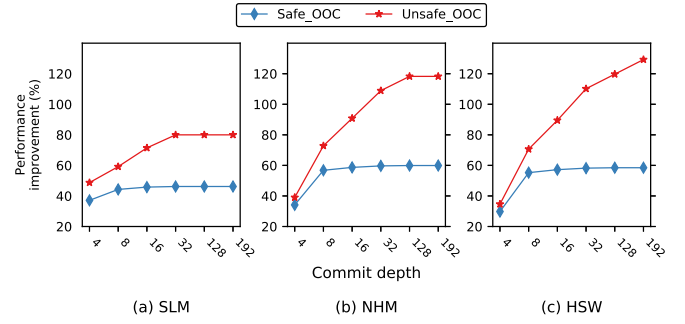 Safe_OOC Unsafe_OOC
Performance
improvement (%)
120
100
80
60
40
20
4 8 16 32 128 192
120
100
80
60
40
20
4 8 16 32 128 192
120
100
80
60
40
20
4 8 16 32 128 192
Commit depth
(a) SLM (b) NHM (c) HSW